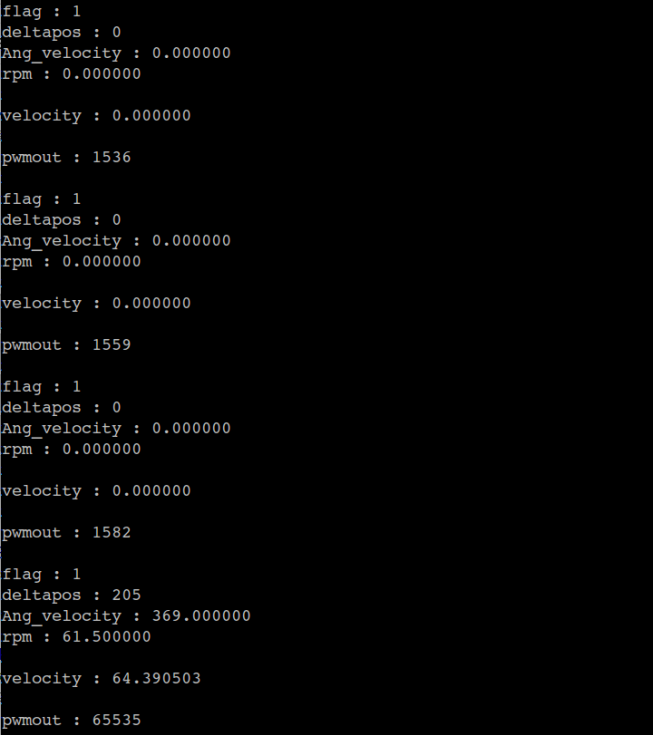 flag : 1
deltapos : 0
Ang_velocity : 0.000000
rpm : 0.000000
velocity : 0.000000
pwmout : 1536
flag : 1
deltapos : 0
Ang_velocity : 0.000000
rpm : 0.000000
velocity : 0.000000
pwmout : 1559
flag : 1
deltapos : 0
Ang_velocity : 0.000000
rpm : 0.000000
velocity : 0.000000
pwmout : 1582
flag : 1
deltapos : 205
Ang_velocity : 369.000000
rpm : 61.500000
velocity : 64.390503
pwmout : 65535